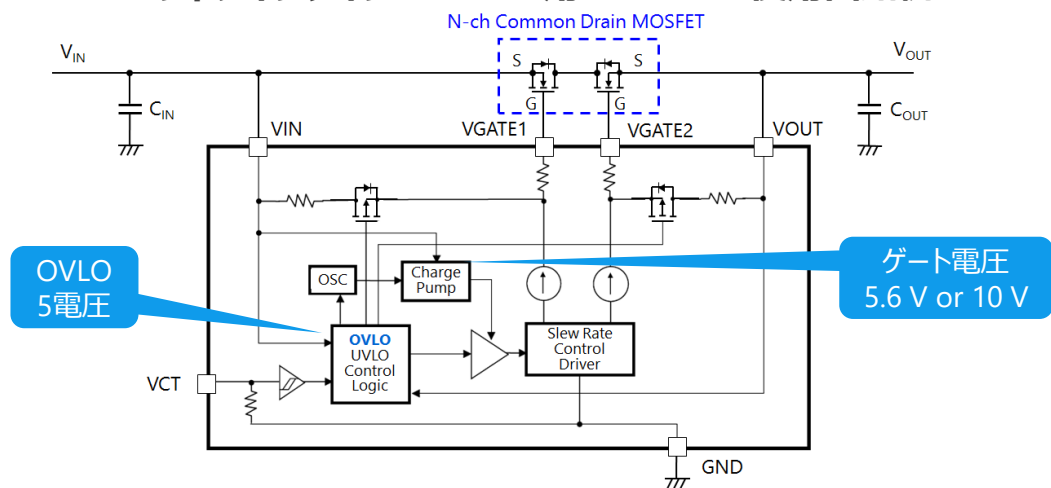 N-ch Common Drain MOSFET
VIN
VOUT
S
S
G
G
CIN
COUT
VIN
VGATE1
VGATE2
VOUT
OVLO
5電圧
ゲート電圧
5.6 V or 10 V
OSC
Charge
Pump
OVLO
UVLO
Control
Logic
Slew Rate
Control
Driver
VCT
GND